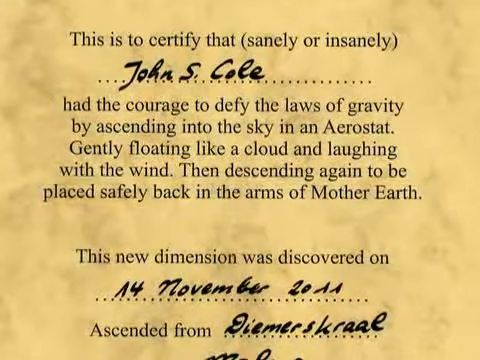 This is to certify that (sanely or insanely)
John S. Cole
had the courage to defy the laws of gravity
by ascending into the sky in an Aerostat.
Gently floating like a cloud and laughing
with the wind. Then descending again to be
placed safely back in the arms of Mother Earth.
This new dimension was discovered on
14 November 2011
Ascended from Diemerskraal